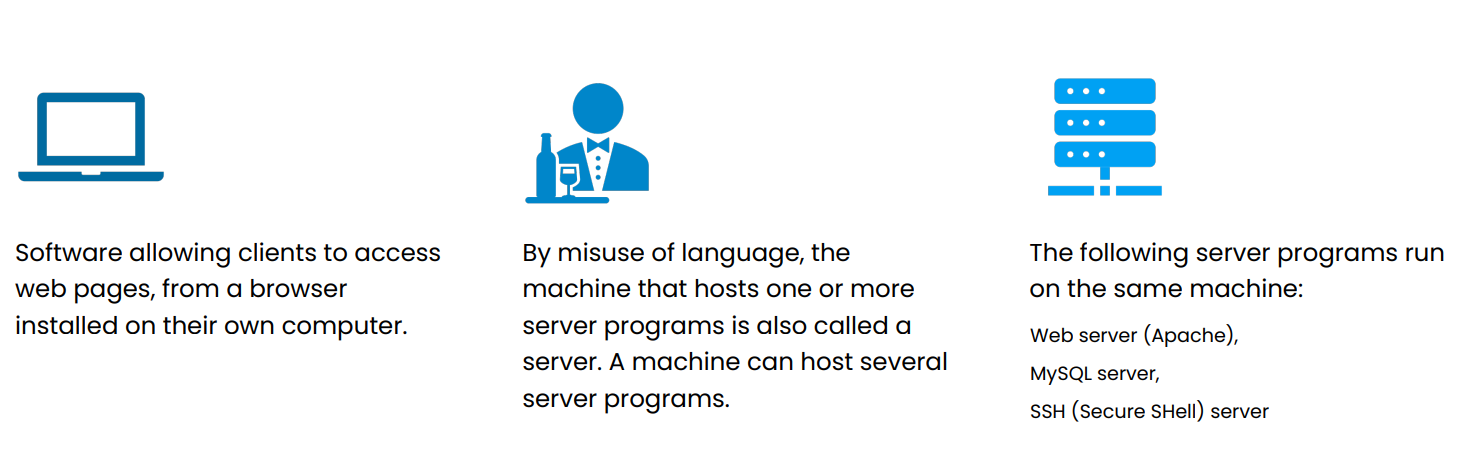 Software allowing clients to access
web pages, from a browser
installed on their own computer.
By misuse of language, the
machine that hosts one or more
server programs is also called a
server. A machine can host several
server programs.
The following server programs run
on the same machine:
Web server (Apache),
MySQL server,
SSH (Secure SHell) server